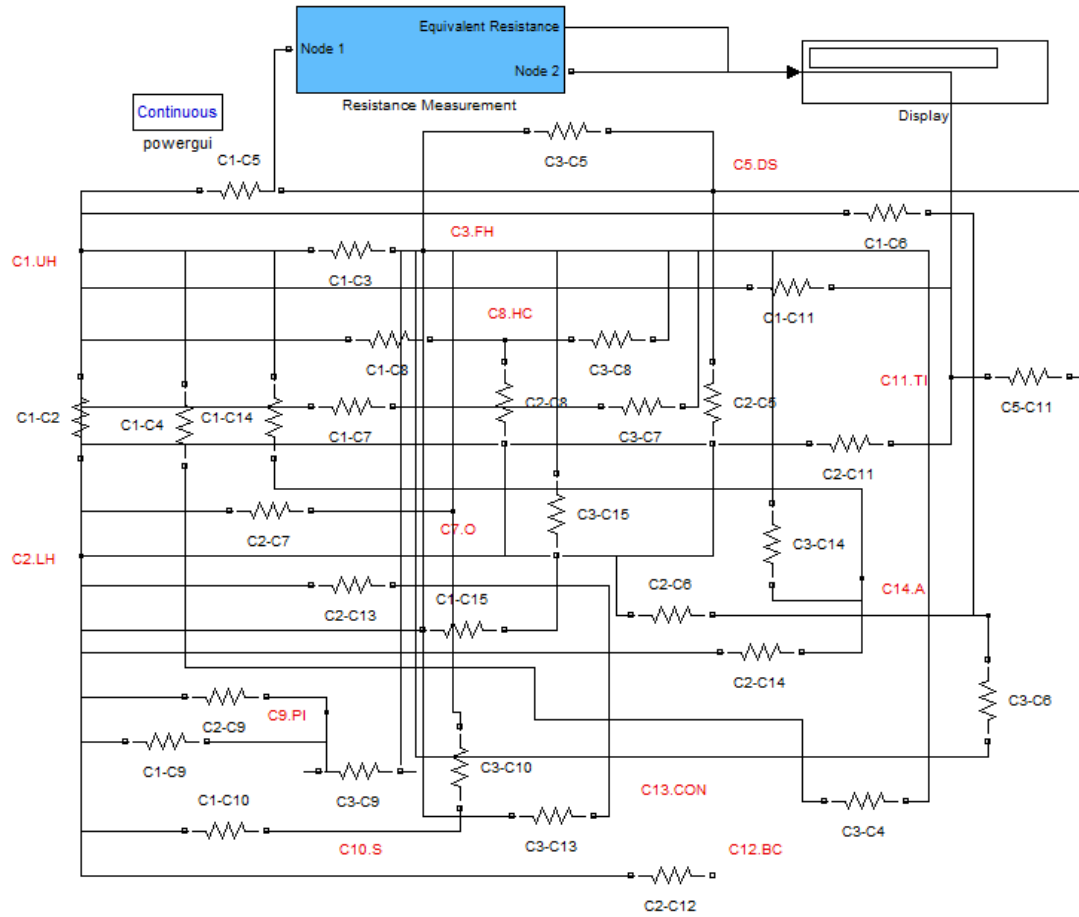 Equivalent Resistance
Node 1
Node 2
Resistance Measurement
Display
Continuous
powergui
C3-C5
C1-C5
C5.DS
C1-C6
C3.FH
C1.UH
C1-C3
C1-C11
C8.HC
C1-C8
C3-C8
C11.TI
C5-C11
C1-C2
C1-C4
C1-C14
C1-C7
C2-C8
C3-C7
C2-C5
C2-C11
C3-C15
C2-C7
C7.O
C3-C14
C2.LH
C2-C6
C14.A
C2-C13
C1-C15
C2-C14
C3-C6
C2-C9
C9.PI
C1-C9
C3-C9
C3-C10
C13.CON
C1-C10
C3-C4
C10.S
C3-C13
C12.BC
C2-C12